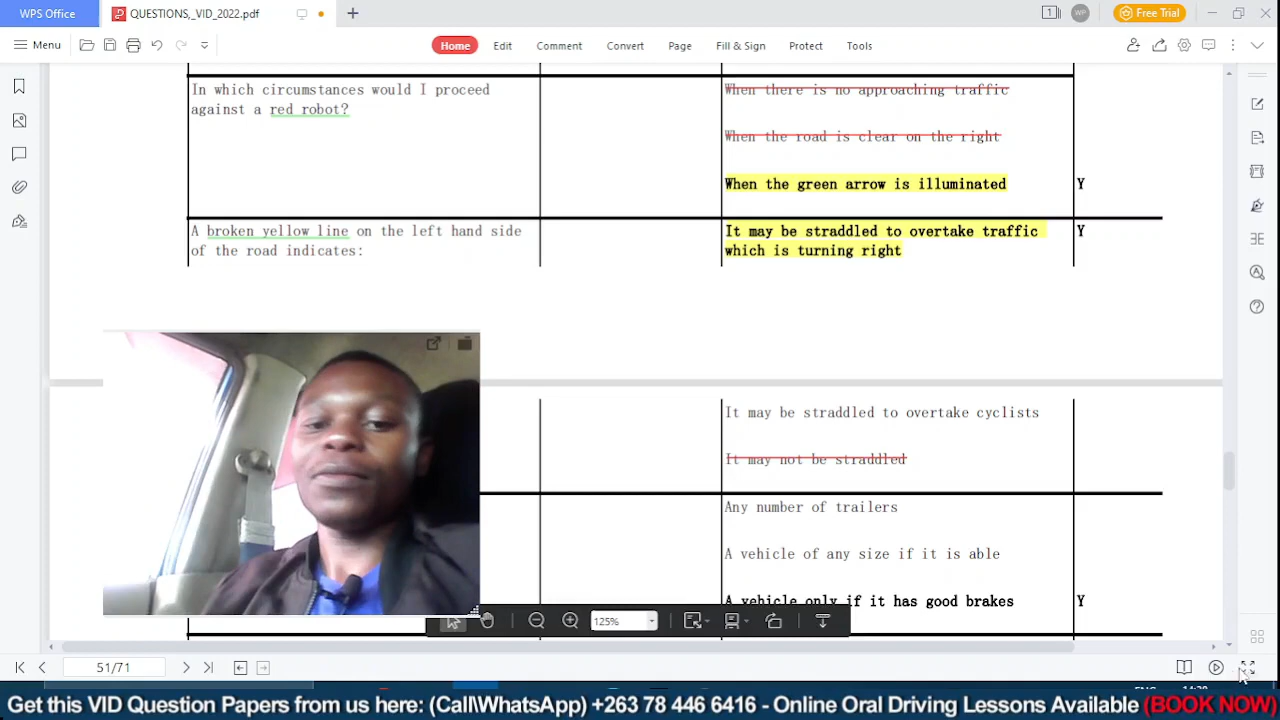 WPS Office
QUESTIONS,_VID_2022.pdf
Free Trial
Menu
Home
Edit
Comment
Convert
Page
Fill & Sign
Protect
Tools
In which circumstances would I proceed
against a red robot?
When there is no approaching traffic
When the road is clear on the right
When the green arrow is illuminated
Y
A broken yellow line on the left hand side
of the road indicates:
It may be straddled to overtake traffic
which is turning right
Y
It may be straddled to overtake cyclists
It may not be straddled
Any number of trailers
A vehicle of any size if it is able
A vehicle only if it has good brakes
Y
125%
51/71
Get this VID Question Papers from us here: (Call\WhatsApp) +263 78 446 6416 - Online Oral Driving Lessons Available (BOOK NOW)